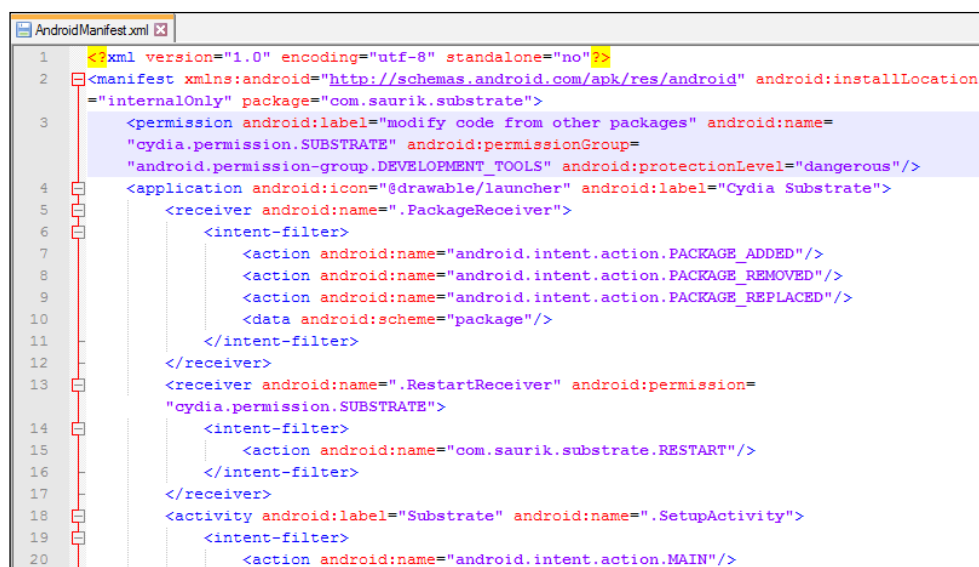 AndroidManifest.xml
1 <?xml version="1.0" encoding="utf-8" standalone="no"?>
2 <manifest xmlns:android="http://schemas.android.com/apk/res/android" android:installLocation
="internalOnly" package="com.saurik.substrate">
3 <permission android:label="modify code from other packages" android:name=
"cydia.permission.SUBSTRATE" android:permissionGroup=
"android.permission-group.DEVELOPMENT_TOOLS" android:protectionLevel="dangerous"/>
4 <application android:icon="@drawable/launcher" android:label="Cydia Substrate">
5 <receiver android:name=".PackageReceiver">
6 <intent-filter>
7 <action android:name="android.intent.action.PACKAGE_ADDED"/>
8 <action android:name="android.intent.action.PACKAGE_REMOVED"/>
9 <action android:name="android.intent.action.PACKAGE_REPLACED"/>
10 <data android:scheme="package"/>
11 </intent-filter>
12 </receiver>
13 <receiver android:name=".RestartReceiver" android:permission=
"cydia.permission.SUBSTRATE">
14 <intent-filter>
15 <action android:name="com.saurik.substrate.RESTART"/>
16 </intent-filter>
17 </receiver>
18 <activity android:label="Substrate" android:name=".SetupActivity">
19 <intent-filter>
20 <action android:name="android.intent.action.MAIN"/>